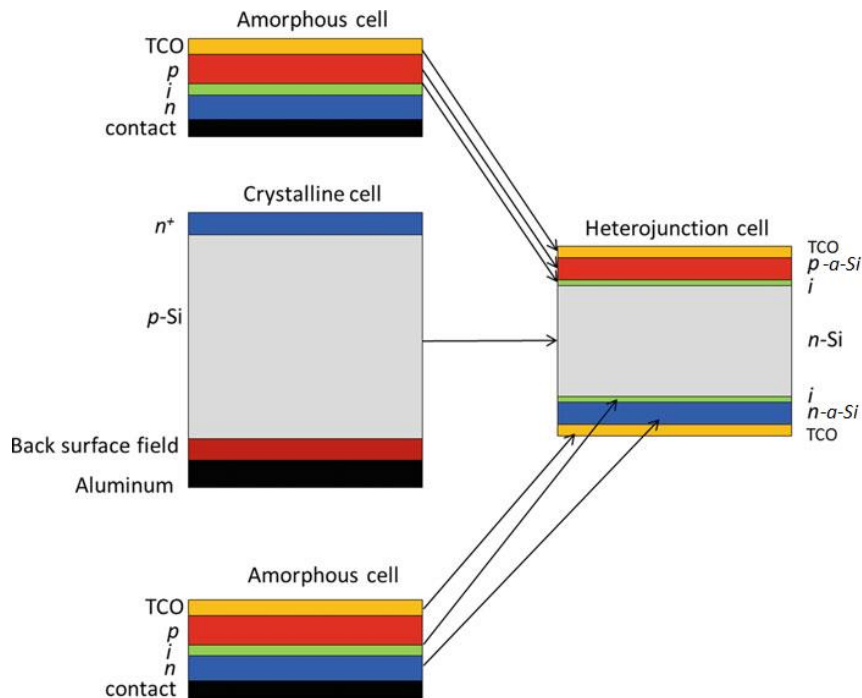 Amorphous cell
TCO
p
i
n
contact
Crystalline cell
n⁺
p-Si
Back surface field
Aluminum
Heterojunction cell
TCO
p-a-Si
i
n-Si
i
n-a-Si
TCO
Amorphous cell
TCO
p
i
n
contact